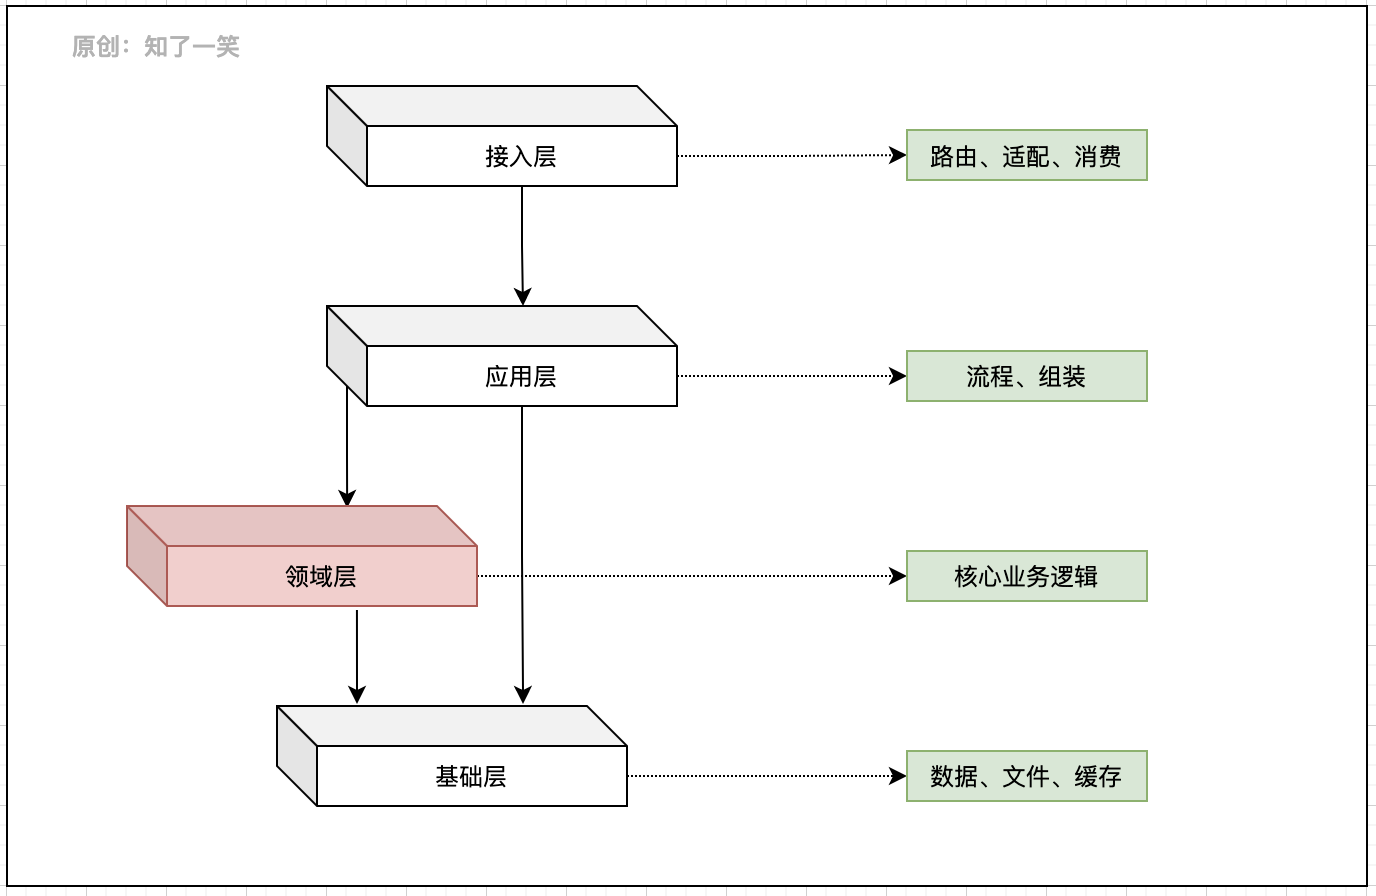 原创：知了一笑
接入层
路由、适配、消费
应用层
流程、组装
领域层
核心业务逻辑
基础层
数据、文件、缓存